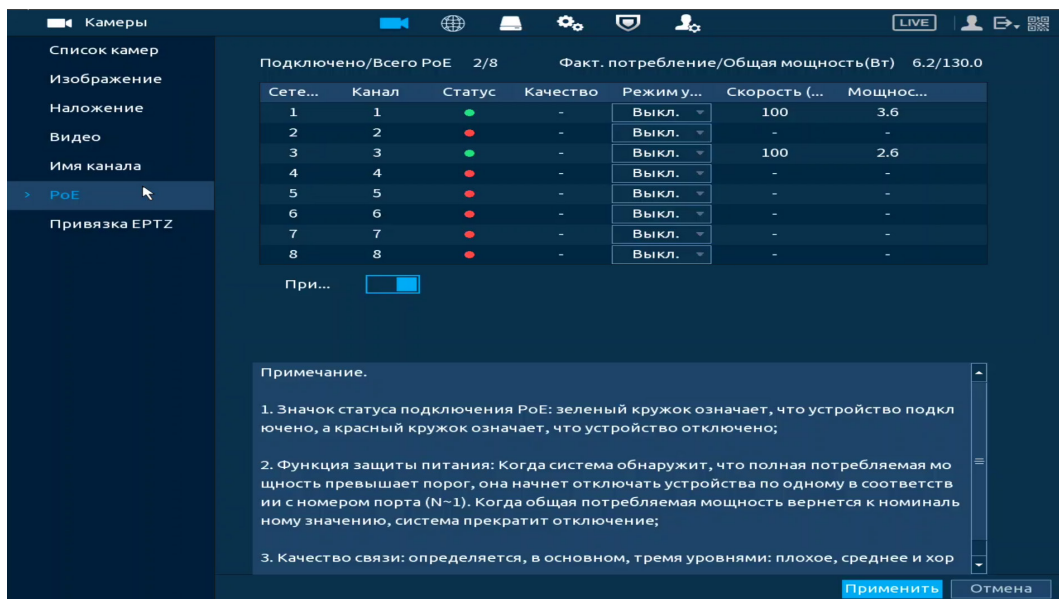 Камеры
LIVE
Список камер
Изображение
Наложение
Видео
Имя канала
> PoE
Привязка EPTZ
Подключено/Всего PoE 2/8 Факт. потребление/Общая мощность(Вт) 6.2/130.0
Сете... Канал Статус Качество Режим у... Скорость (... Мощнос...
1 1 - Выкл. 100 3.6
2 2 - Выкл. - -
3 3 - Выкл. 100 2.6
4 4 - Выкл. - -
5 5 - Выкл. - -
6 6 - Выкл. - -
7 7 - Выкл. - -
8 8 - Выкл. - -
При...
Примечание.
1. Значок статуса подключения PoE: зеленый кружок означает, что устройство подкл
ючено, а красный кружок означает, что устройство отключено;
2. Функция защиты питания: Когда система обнаружит, что полная потребляемая мо
щность превышает порог, она начнет отключать устройства по одному в соответств
ии с номером порта (N~1). Когда общая потребляемая мощность вернется к номиналь
ному значению, система прекратит отключение;
3. Качество связи: определяется, в основном, тремя уровнями: плохое, среднее и хор
Применить Отмена